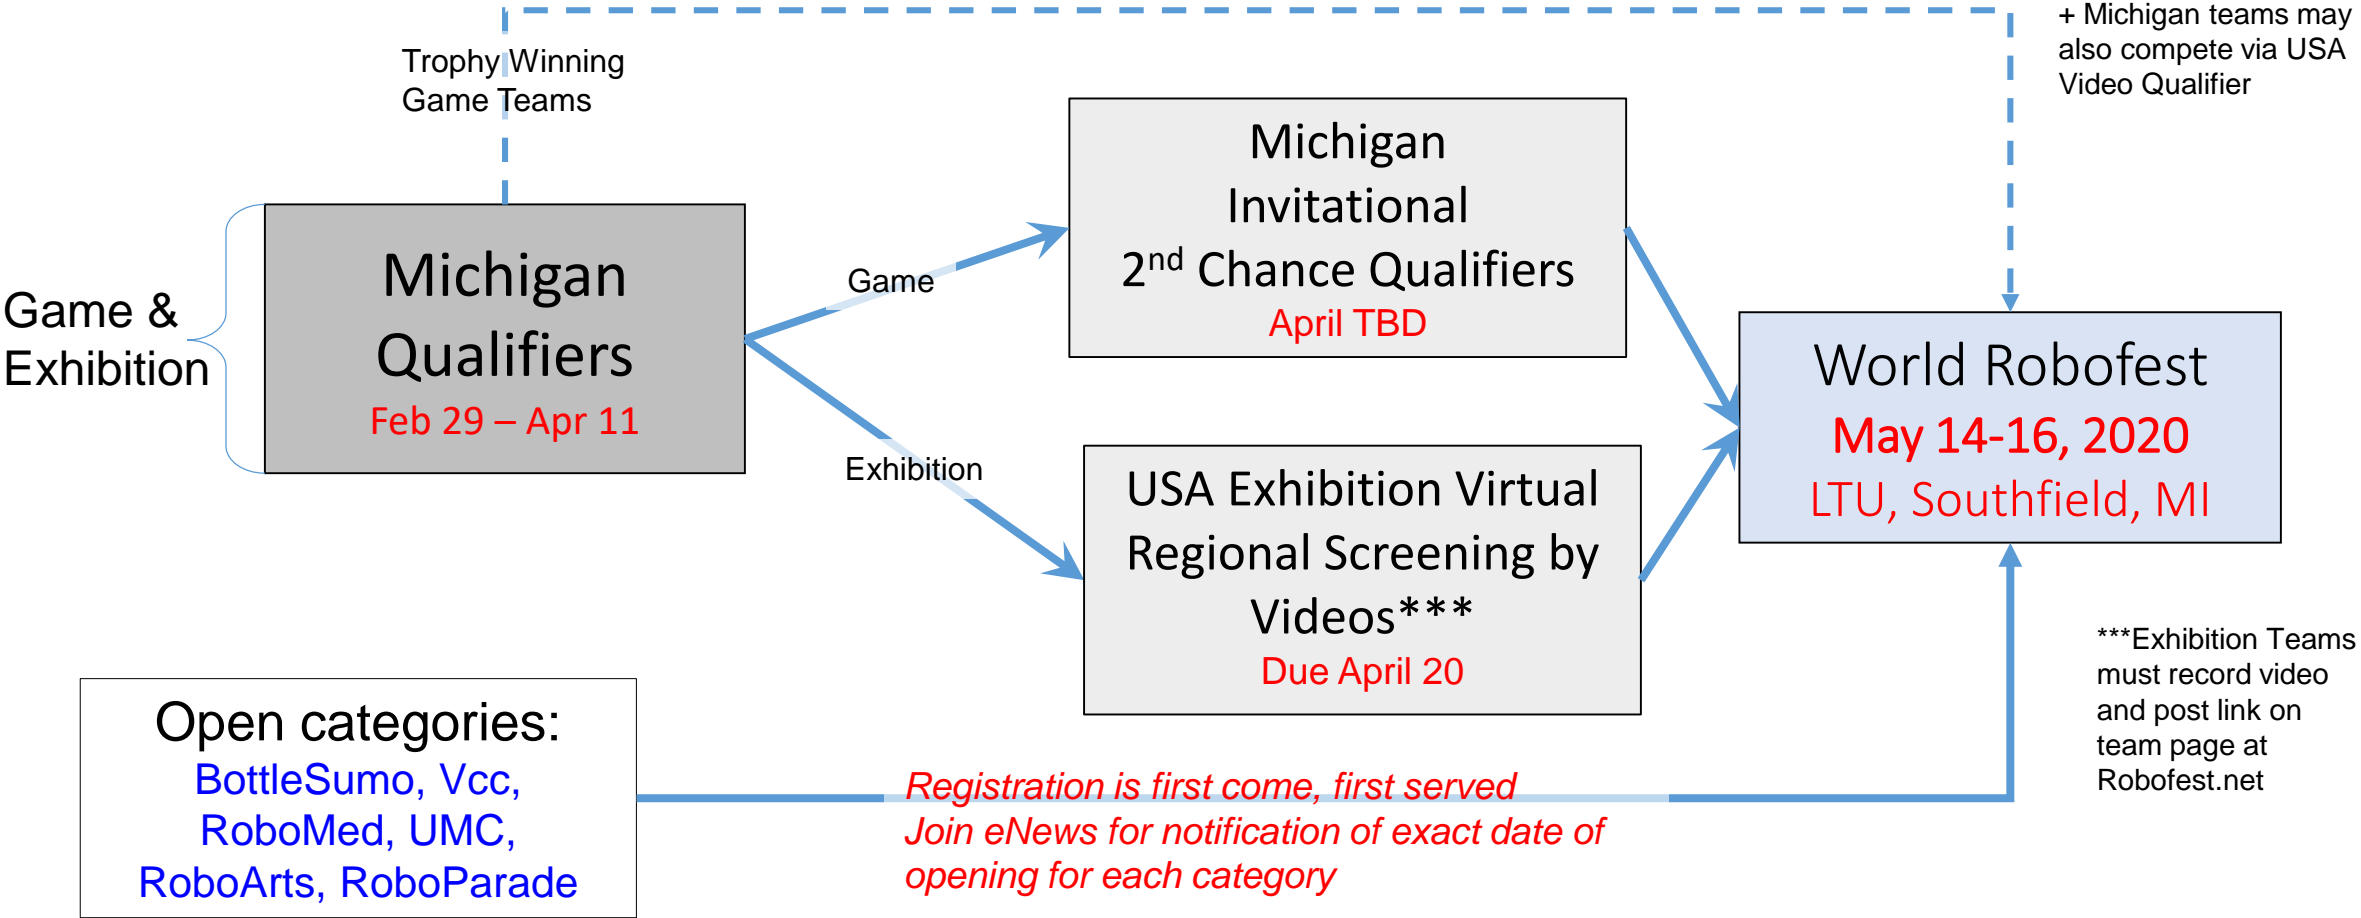 + Michigan teams may
also compete via USA
Video Qualifier
Trophy Winning
Game Teams
Michigan
Invitational
2nd Chance Qualifiers
April TBD
Game &
Exhibition
Michigan
Qualifiers
Feb 29 – Apr 11
Game
Exhibition
World Robofest
May 14-16, 2020
LTU, Southfield, MI
USA Exhibition Virtual
Regional Screening by
Videos***
Due April 20
***Exhibition Teams
must record video
and post link on
team page at
Robofest.net
Open categories:
BottleSumo, Vcc,
RoboMed, UMC,
RoboArts, RoboParade
Registration is first come, first served
Join eNews for notification of exact date of
opening for each category